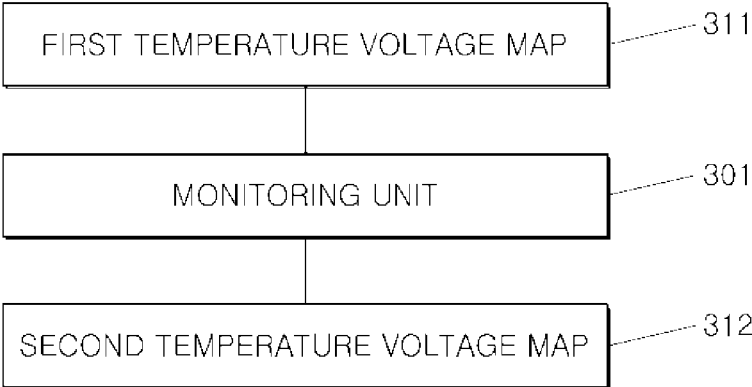 FIRST TEMPERATURE VOLTAGE MAP
311
MONITORING UNIT
301
SECOND TEMPERATURE VOLTAGE MAP
312